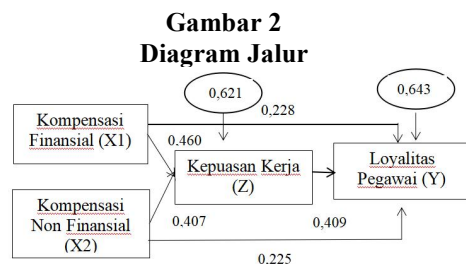 Gambar 2
Diagram Jalur
0,621
0,643
0,228
Kompensasi
Finansial (X1)
0,460
Kepuasan Kerja
(Z)
Loyalitas
Pegawai (Y)
Kompensasi
Non Finansial
(X2)
0,407
0,409
0,225